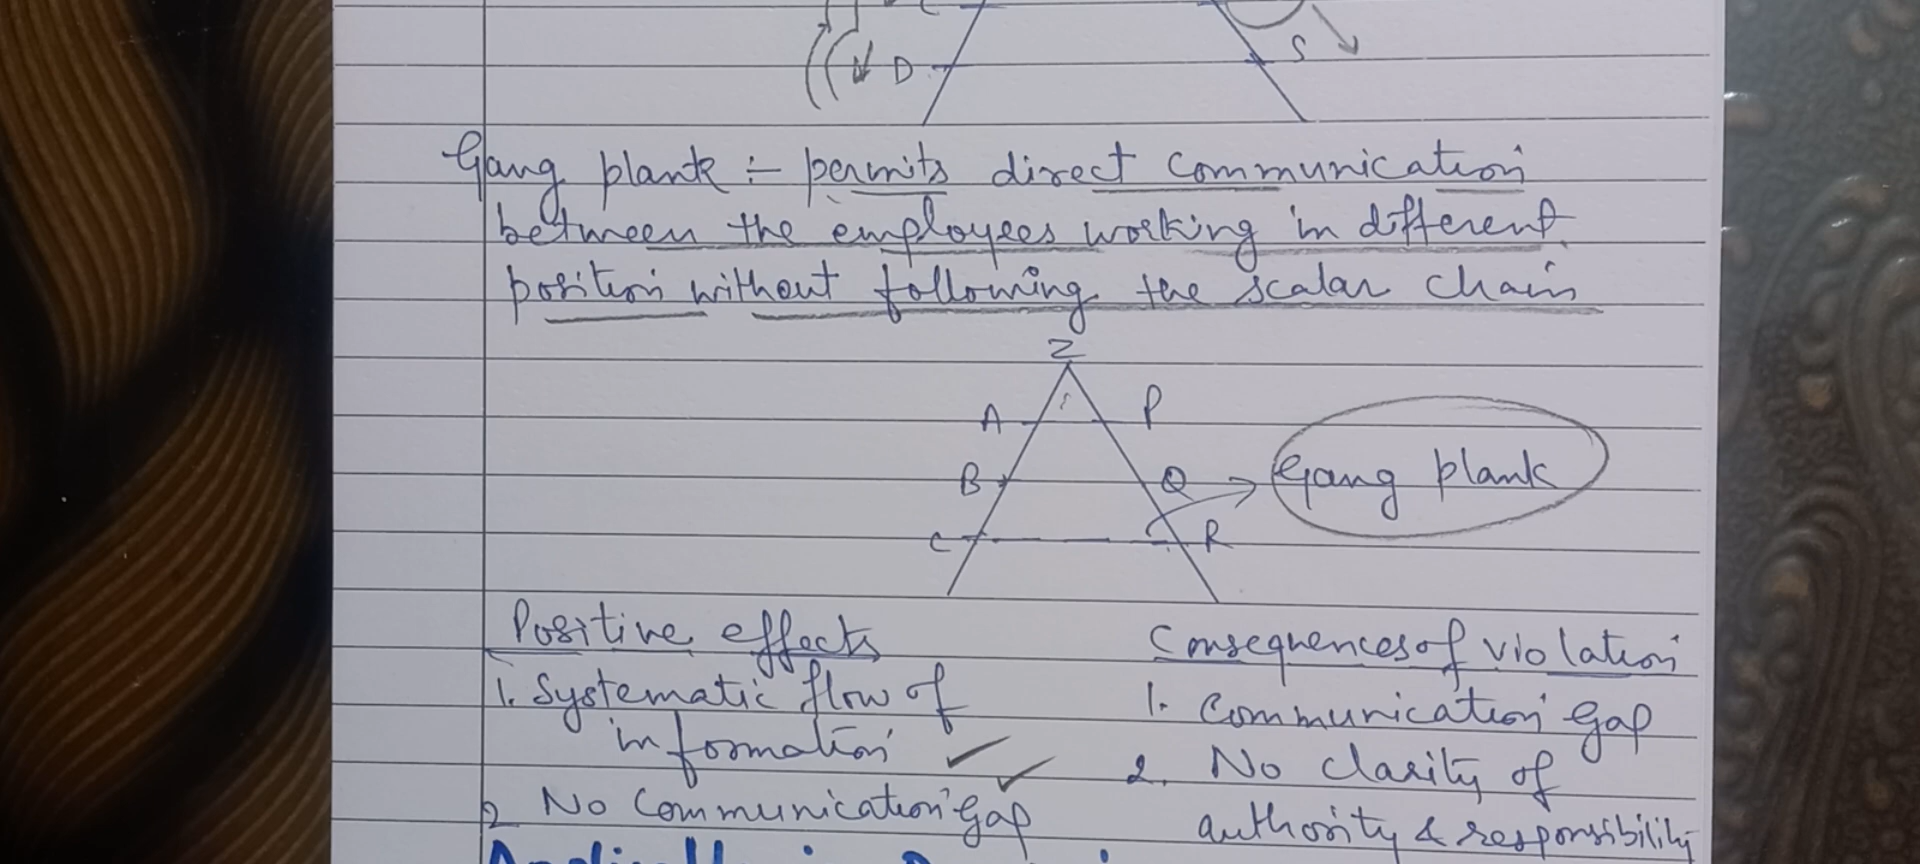 D S
Gang plank :- permits direct communication
between the employees working in different
position without following the scalar chain
Z
A P
B Q Gang plank
C R
Positive effects Consequences of violation
1. Systematic flow of 1. Communication gap
information 2. No clarity of
2 No Communication gap authority & responsibility